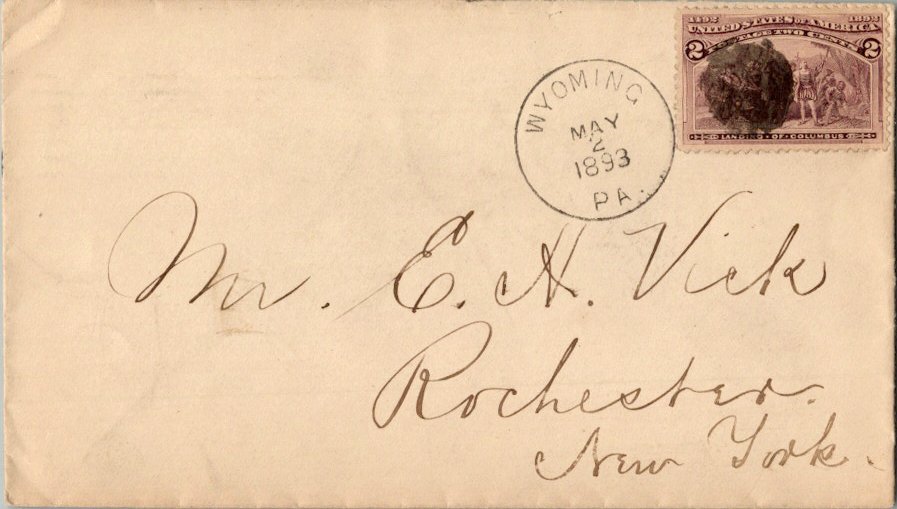 1492 1892
UNITED STATES OF AMERICA
POSTAGE TWO CENTS
2 2
LANDING OF COLUMBUS
WYOMING
MAY
2
1893
PA.
Mr. E. H. Vick
Rochester.
New York.